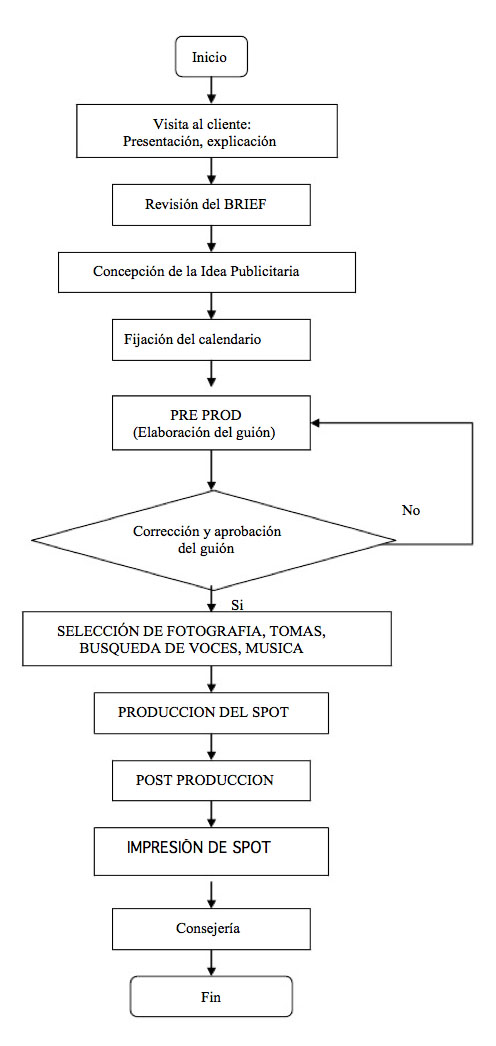 Inicio
Visita al cliente:
Presentación, explicación
Revisión del BRIEF
Concepción de la Idea Publicitaria
Fijación del calendario
PRE PROD
(Elaboración del guión)
No
Corrección y aprobación
del guión
Si
SELECCIÓN DE FOTOGRAFIA, TOMAS,
BUSQUEDA DE VOCES, MUSICA
PRODUCCION DEL SPOT
POST PRODUCCION
IMPRESIÓN DE SPOT
Consejería
Fin